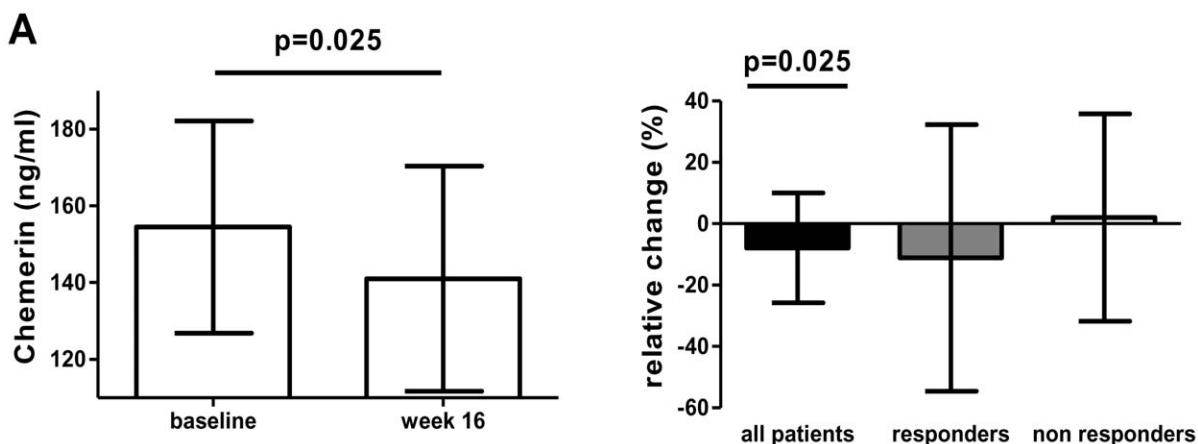 A
p=0.025
Chemerin (ng/ml)
180
160
140
120
baseline week 16
p=0.025
relative change (%)
40
20
0
-20
-40
-60
all patients responders non responders